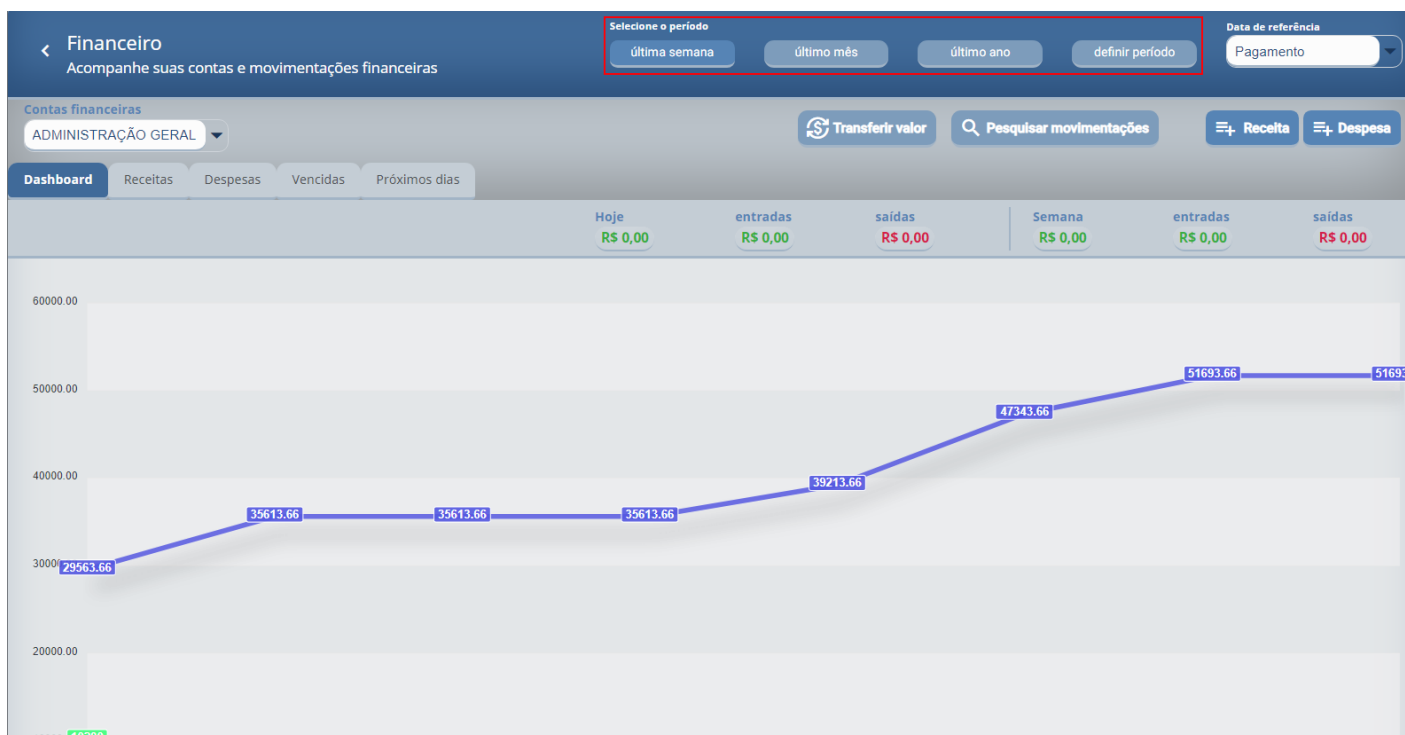 Financeiro
Acompanhe suas contas e movimentações financeiras
Selecione o período
última semana último mês último ano definir período
Data de referência
Pagamento
Contas financeiras
ADMINISTRAÇÃO GERAL
Transferir valor Pesquisar movimentações Receita Despesa
Dashboard Receitas Despesas Vencidas Próximos dias
Hoje entradas saídas Semana entradas saídas
R$ 0,00 R$ 0,00 R$ 0,00 R$ 0,00 R$ 0,00 R$ 0,00
60000.00
50000.00
40000.00
20000.00
51693.66
47343.66
39213.66
35613.66 35613.66 35613.66
29563.66